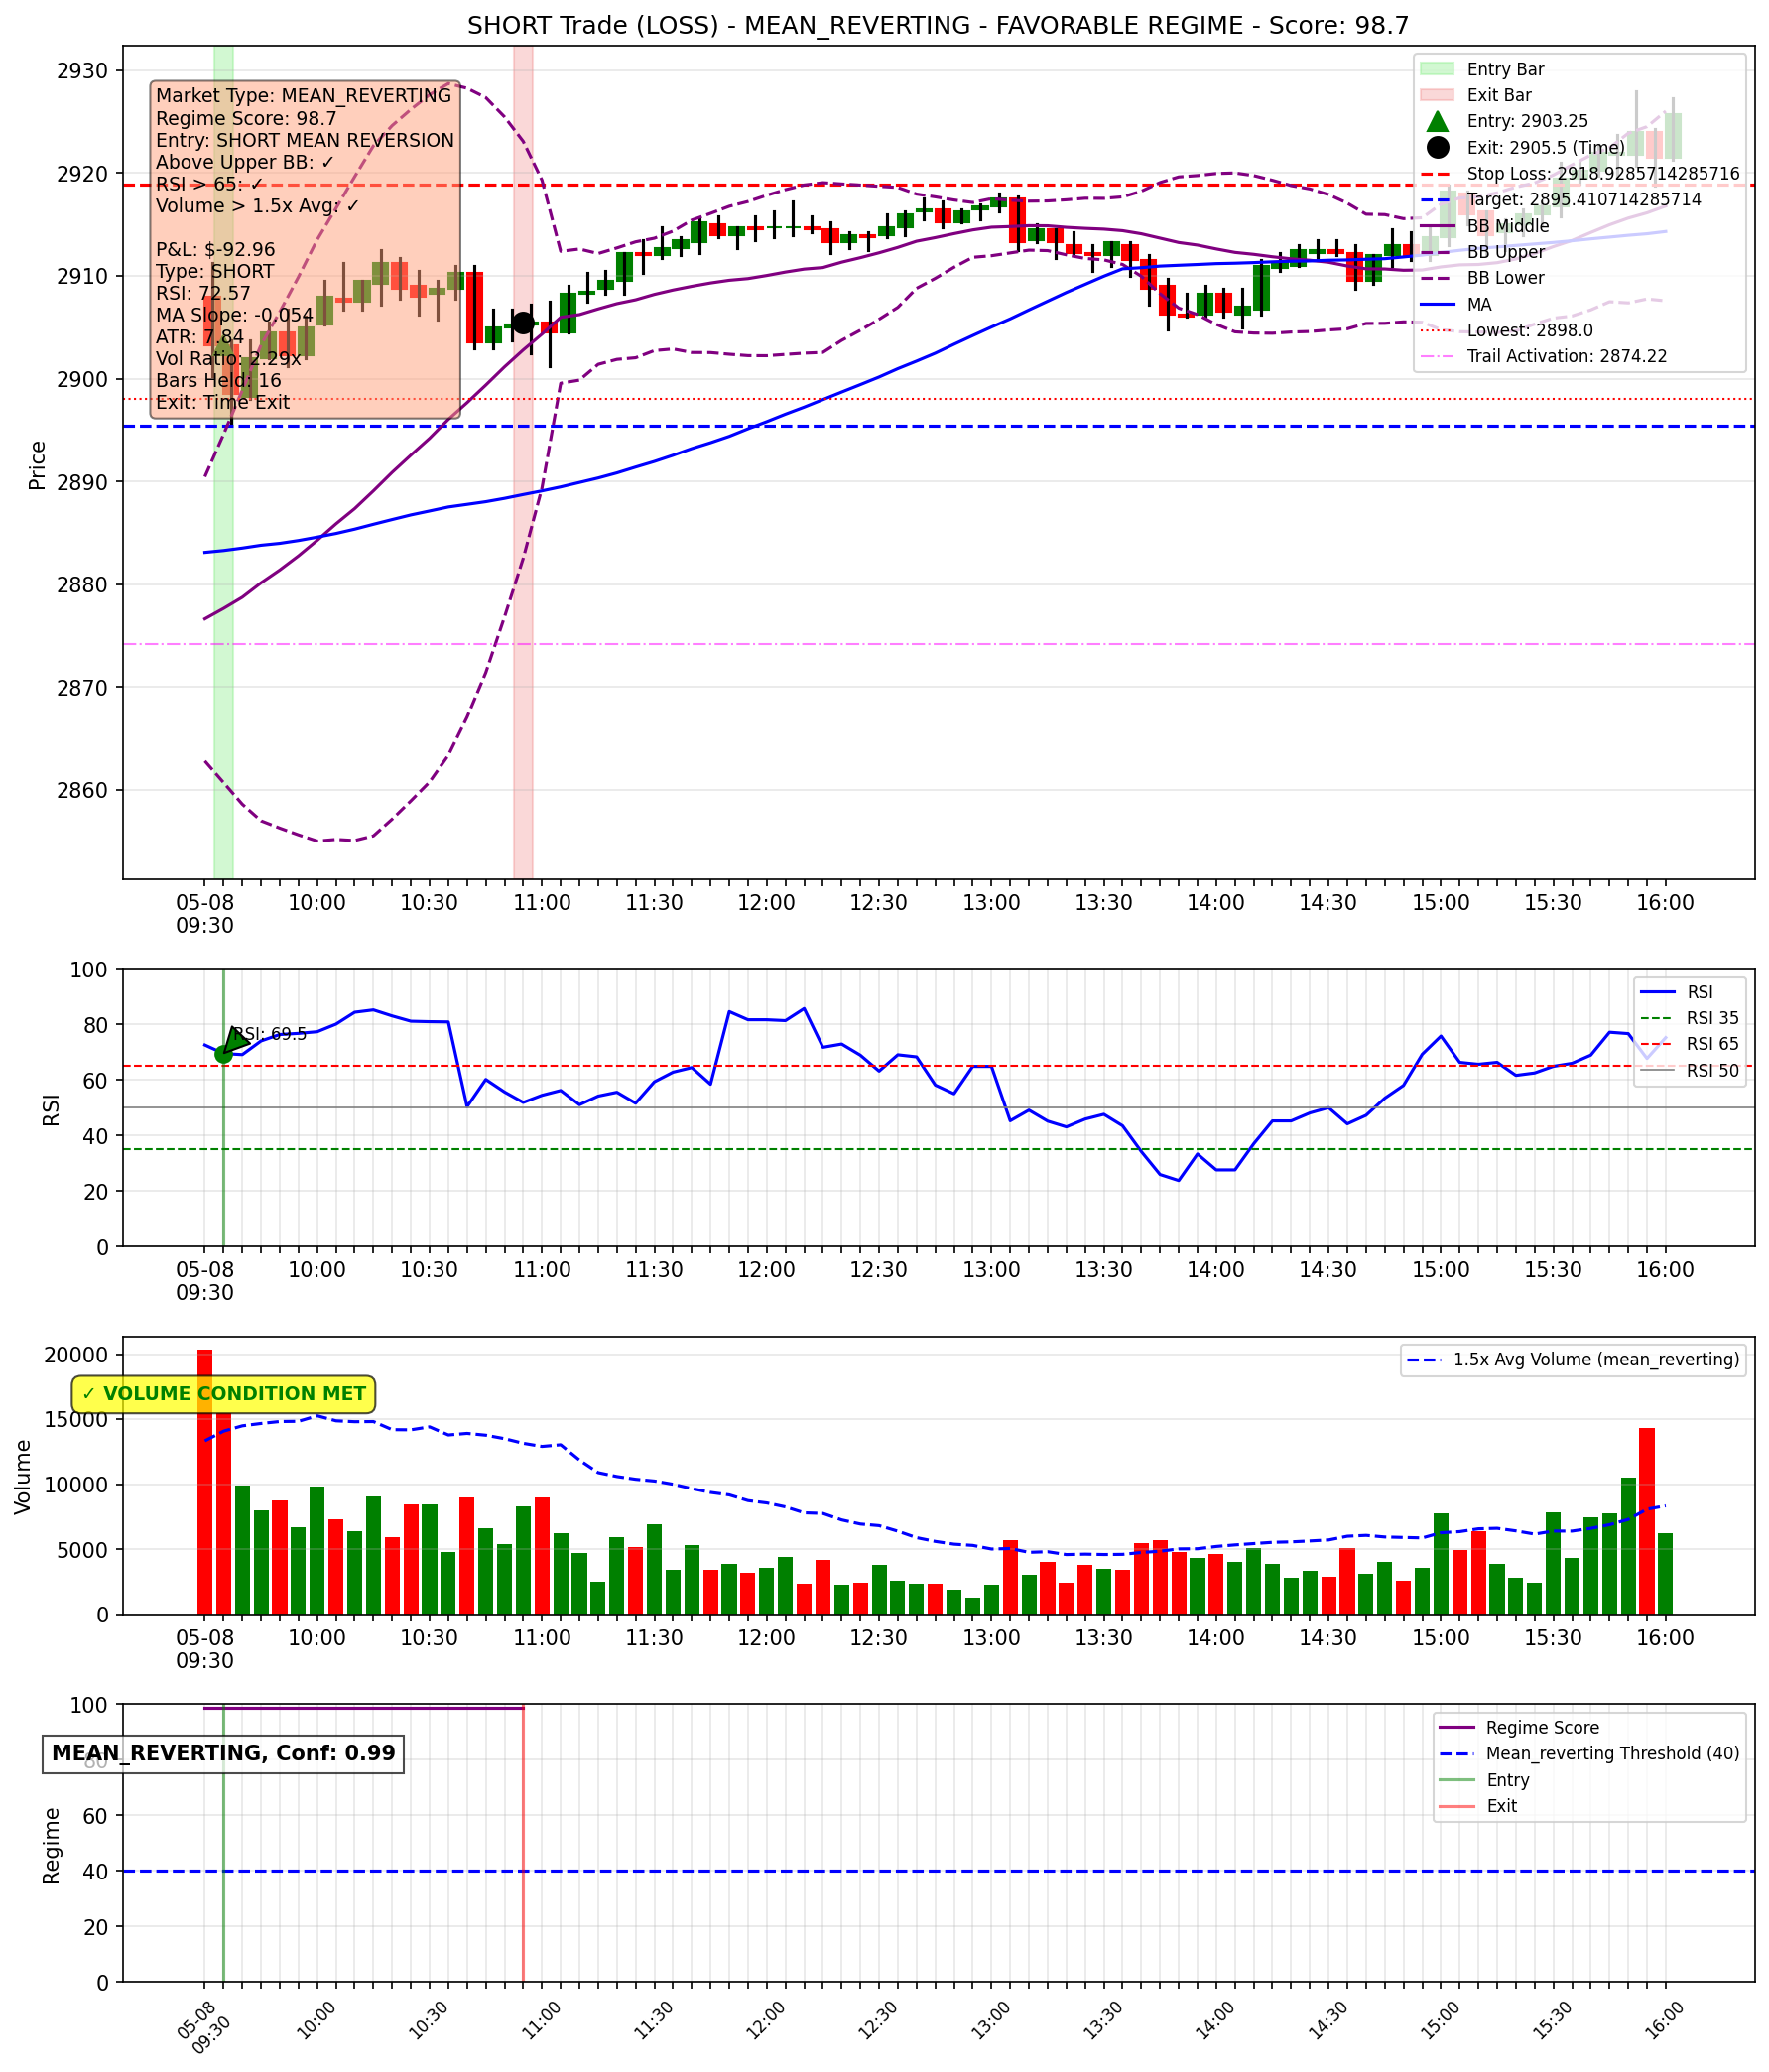 SHORT Trade (LOSS) - MEAN_REVERTING - FAVORABLE REGIME - Score: 98.7
Price
2930
2920
2910
2900
2890
2880
2870
2860
Market Type: MEAN_REVERTING
Regime Score: 98.7
Entry: SHORT MEAN REVERSION
Above Upper BB: ✓
RSI > 65: ✓
Volume > 1.5x Avg: ✓
P&L: $-92.96
Type: SHORT
RSI: 72.57
MA Slope: -0.054
ATR: 7.84
Vol Ratio: 2.29x
Bars Held: 16
Exit: Time Exit
Entry Bar
Exit Bar
Entry: 2903.25
Exit: 2905.5 (Time)
Stop Loss: 2918.9285714285716
Target: 2895.410714285714
BB Middle
BB Upper
BB Lower
MA
Lowest: 2898.0
Trail Activation: 2874.22
05-08 10:00 10:30 11:00 11:30 12:00 12:30 13:00 13:30 14:00 14:30 15:00 15:30 16:00
09:30
RSI
100
80
60
40
20
0
RSI: 69.5
RSI
RSI 35
RSI 65
RSI 50
05-08 10:00 10:30 11:00 11:30 12:00 12:30 13:00 13:30 14:00 14:30 15:00 15:30 16:00
09:30
Volume
20000
15000
10000
5000
0
✓ VOLUME CONDITION MET
1.5x Avg Volume (mean_reverting)
05-08 10:00 10:30 11:00 11:30 12:00 12:30 13:00 13:30 14:00 14:30 15:00 15:30 16:00
09:30
Regime
100
80
60
40
20
0
MEAN_REVERTING, Conf: 0.99
Regime Score
Mean_reverting Threshold (40)
Entry
Exit
05-08 10:00 10:30 11:00 11:30 12:00 12:30 13:00 13:30 14:00 14:30 15:00 15:30 16:00
09:30